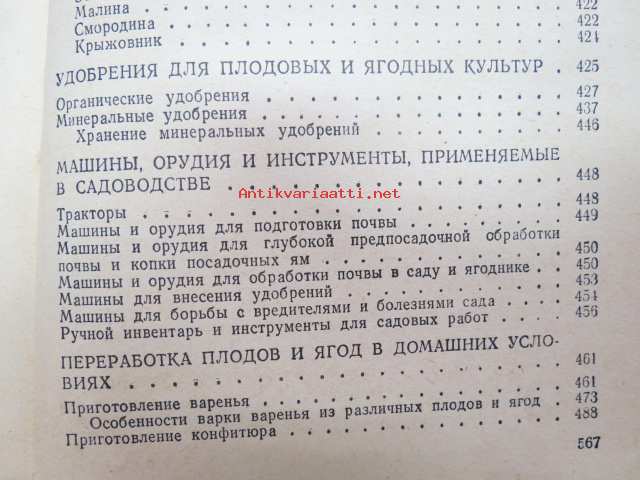 Малина . . . . . . . . . . . . 422
Смородина . . . . . . . . . . . . 422
Крыжовник . . . . . . . . . . . . 424
УДОБРЕНИЯ ДЛЯ ПЛОДОВЫХ И ЯГОДНЫХ КУЛЬТУР . 425
Органические удобрения . . . . . . . . . . . . 427
Минеральные удобрения . . . . . . . . . . . . 437
Хранение минеральных удобрений . . . . . . . . 446
МАШИНЫ, ОРУДИЯ И ИНСТРУМЕНТЫ, ПРИМЕНЯЕМЫЕ
В САДОВОДСТВЕ . . . . . . . . . . . . 448
Antikvariaatti.net
Тракторы . . . . . . . . . . . . 448
Машины и орудия для подготовки почвы . . . . . . 449
Машины и орудия для глубокой предпосадочной обработки
почвы и копки посадочных ям . . . . . . . . . 450
Машины и орудия для обработки почвы в саду и ягоднике . . 450
Машины для внесения удобрений . . . . . . . . 453
Машины для борьбы с вредителями и болезнями сада . . . 454
Ручной инвентарь и инструменты для садовых работ . . . 456
ПЕРЕРАБОТКА ПЛОДОВ И ЯГОД В ДОМАШНИХ УСЛО-
ВИЯХ . . . . . . . . . . . . 461
Приготовление варенья . . . . . . . . . . . . 461
Особенности варки варенья из различных плодов и ягод . 473
Приготовление конфитюра . . . . . . . . . . . . 488
567